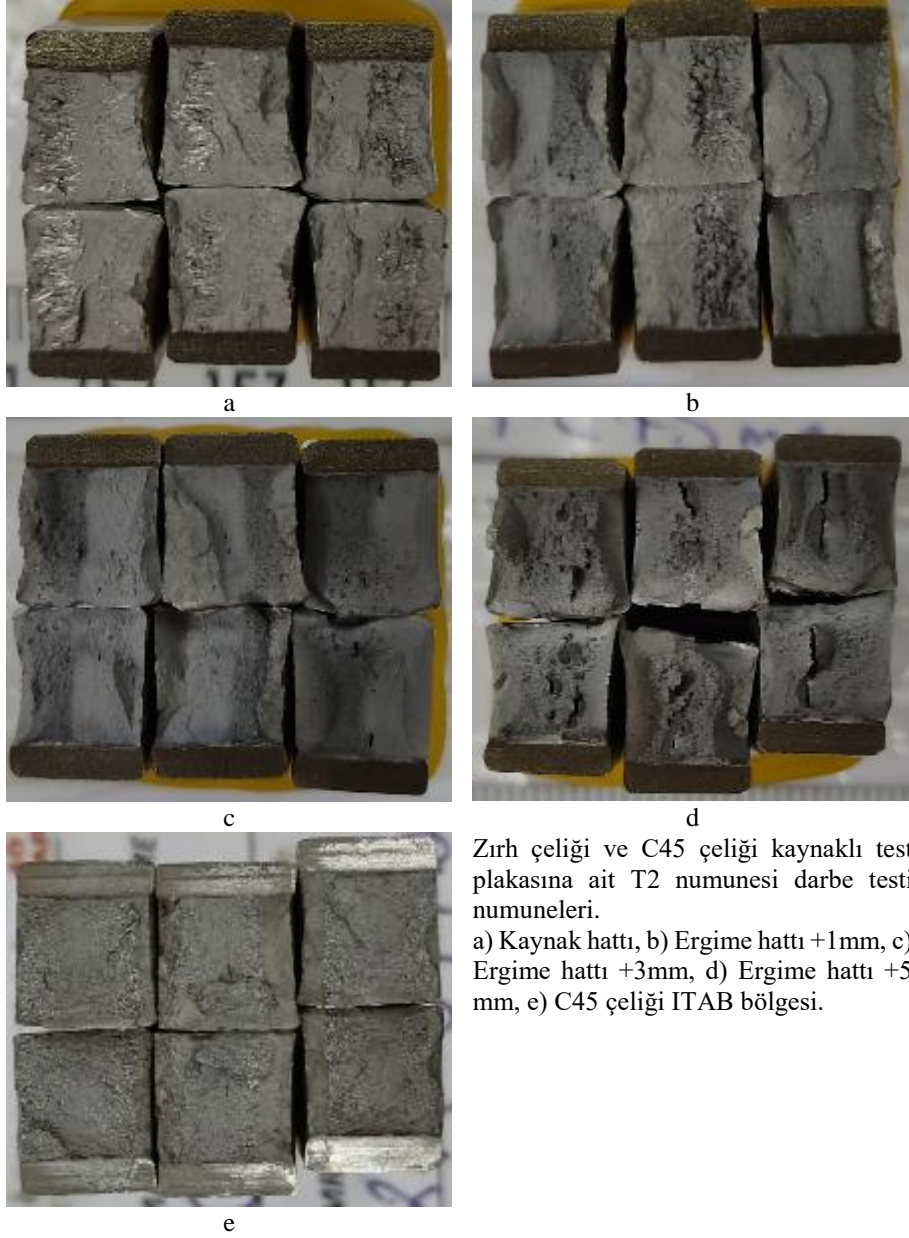 a
b
c
d
Zırh çeliği ve C45 çeliği kaynaklı test
plakasına ait T2 numunesi darbe testi
numuneleri.
a) Kaynak hattı, b) Ergime hattı +1mm, c)
Ergime hattı +3mm, d) Ergime hattı +5
mm, e) C45 çeliği ITAB bölgesi.
e